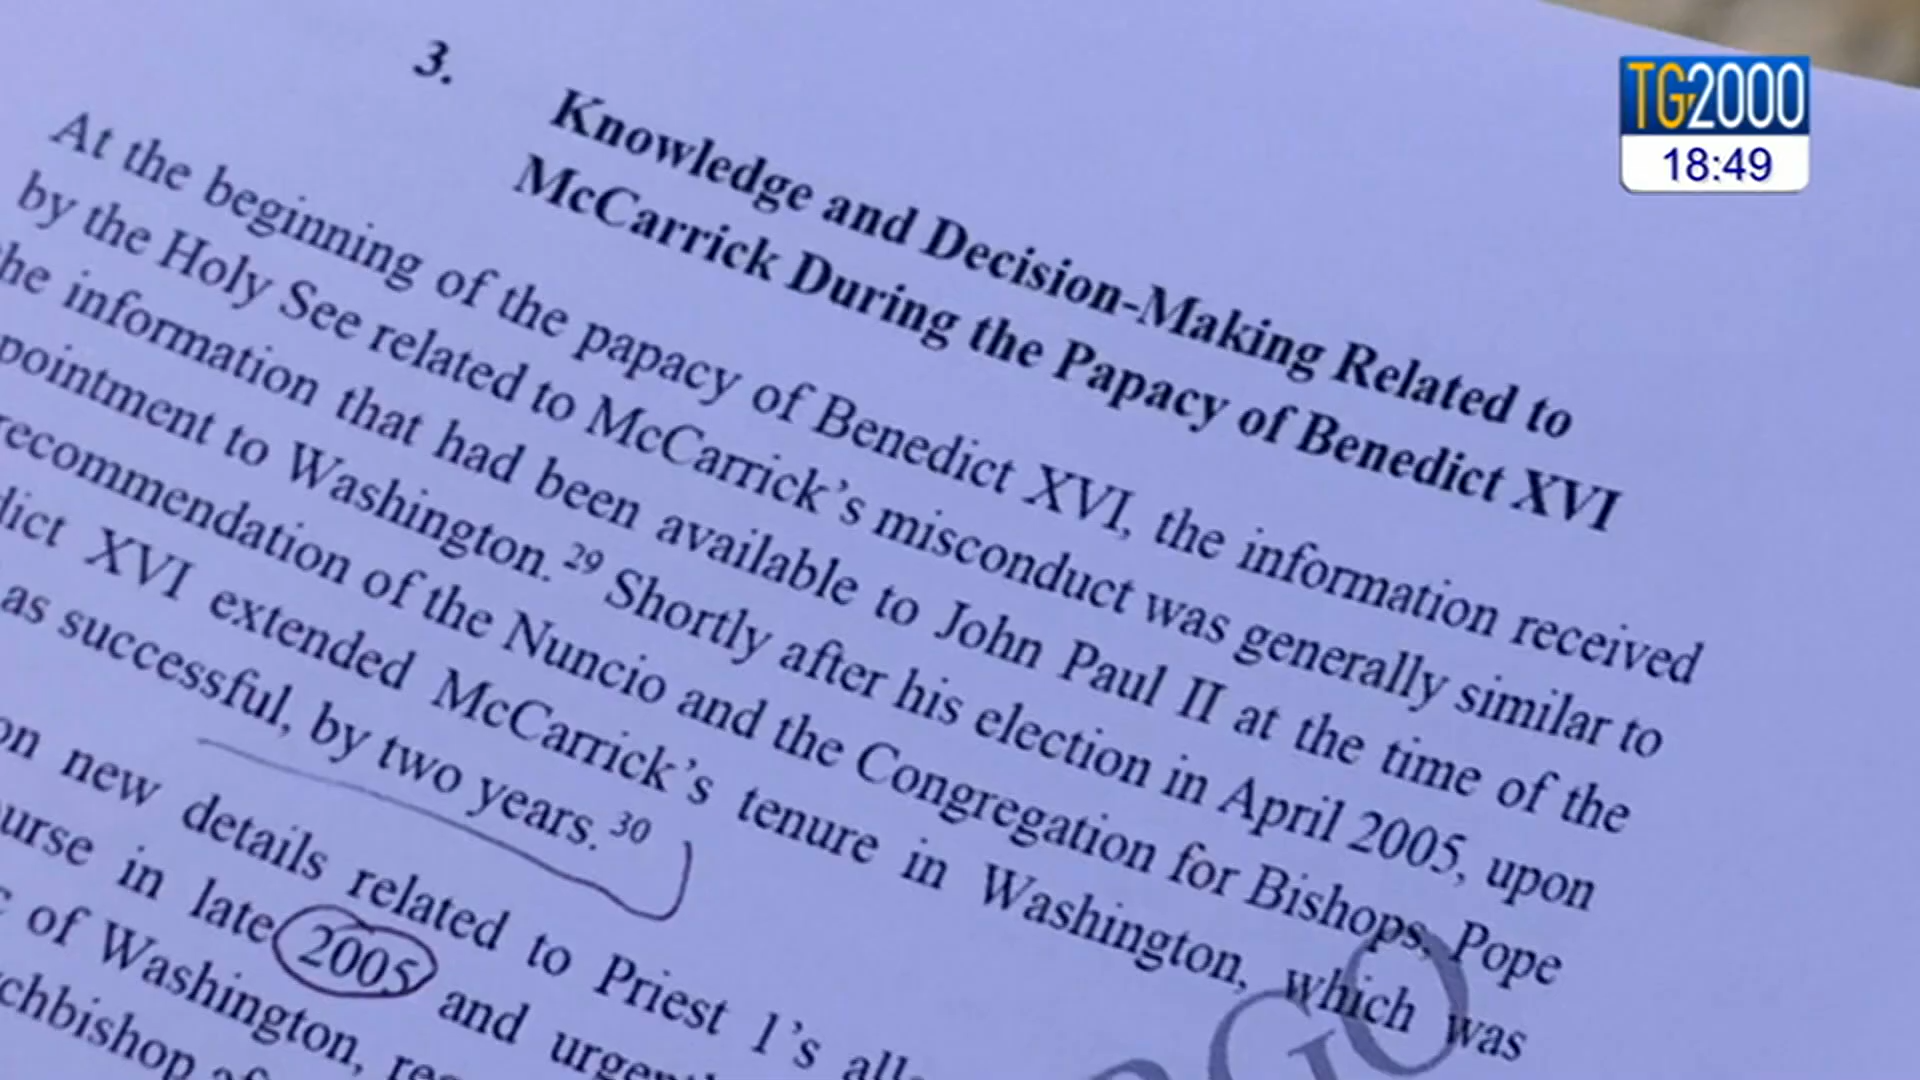 TG2000
18:49
3.
Knowledge and Decision-Making Related to
McCarrick During the Papacy of Benedict XVI
At the beginning of the papacy of Benedict XVI, the information received
by the Holy See related to McCarrick's misconduct was generally similar to
he information that had been available to John Paul II at the time of the
pointment to Washington.29 Shortly after his election in April 2005, upon
recommendation of the Nuncio and the Congregation for Bishops, Pope
dict XVI extended McCarrick's tenure in Washington, which was
as successful, by two years.30
on new details related to Priest 1's all
urse in late 2005 and urgent
of Washington, re
chbishop
RGO